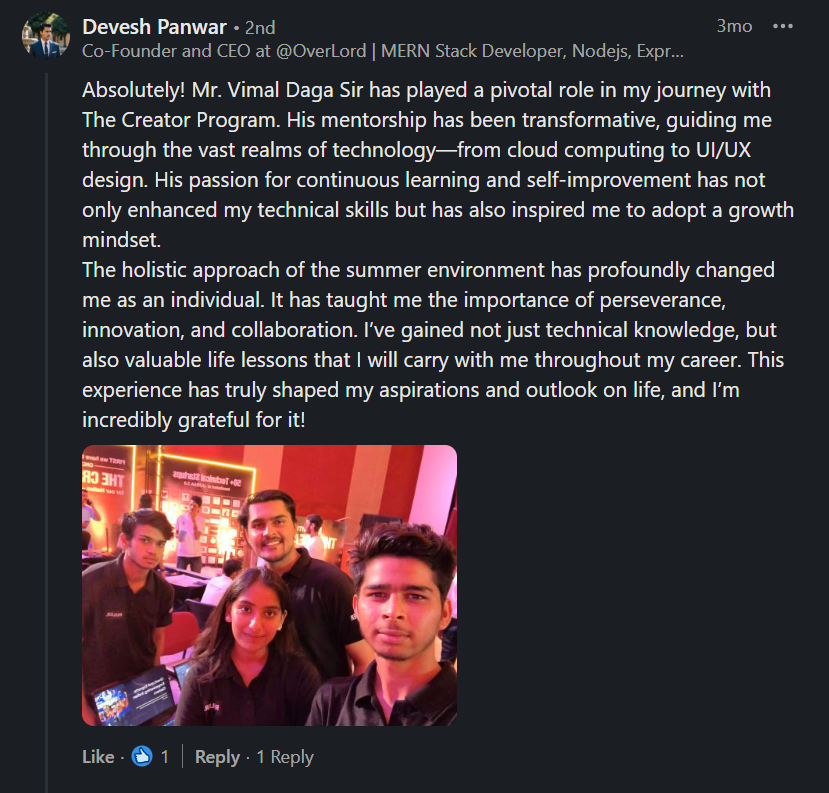 Devesh Panwar • 2nd
3mo
Co-Founder and CEO at @OverLord | MERN Stack Developer, Nodejs, Expr...
Absolutely! Mr. Vimal Daga Sir has played a pivotal role in my journey with
The Creator Program. His mentorship has been transformative, guiding me
through the vast realms of technology—from cloud computing to UI/UX
design. His passion for continuous learning and self-improvement has not
only enhanced my technical skills but has also inspired me to adopt a growth
mindset.
The holistic approach of the summer environment has profoundly changed
me as an individual. It has taught me the importance of perseverance,
innovation, and collaboration. I’ve gained not just technical knowledge, but
also valuable life lessons that I will carry with me throughout my career. This
experience has truly shaped my aspirations and outlook on life, and I’m
incredibly grateful for it!
FIRST we have
THE CR
50+ Technical Startups
Like · 1 | Reply · 1 Reply